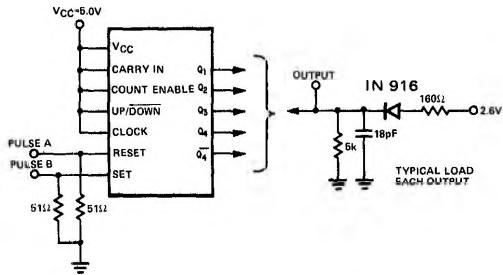 VCC=5.0V
VCC
CARRY IN
COUNT ENABLE
UP/DOWN
CLOCK
RESET
SET
Q1
Q2
Q3
Q4
Q4
PULSE A
PULSE B
51Ω
51Ω
OUTPUT
IN 916
160Ω
2.6V
5k
18pF
TYPICAL LOAD
EACH OUTPUT